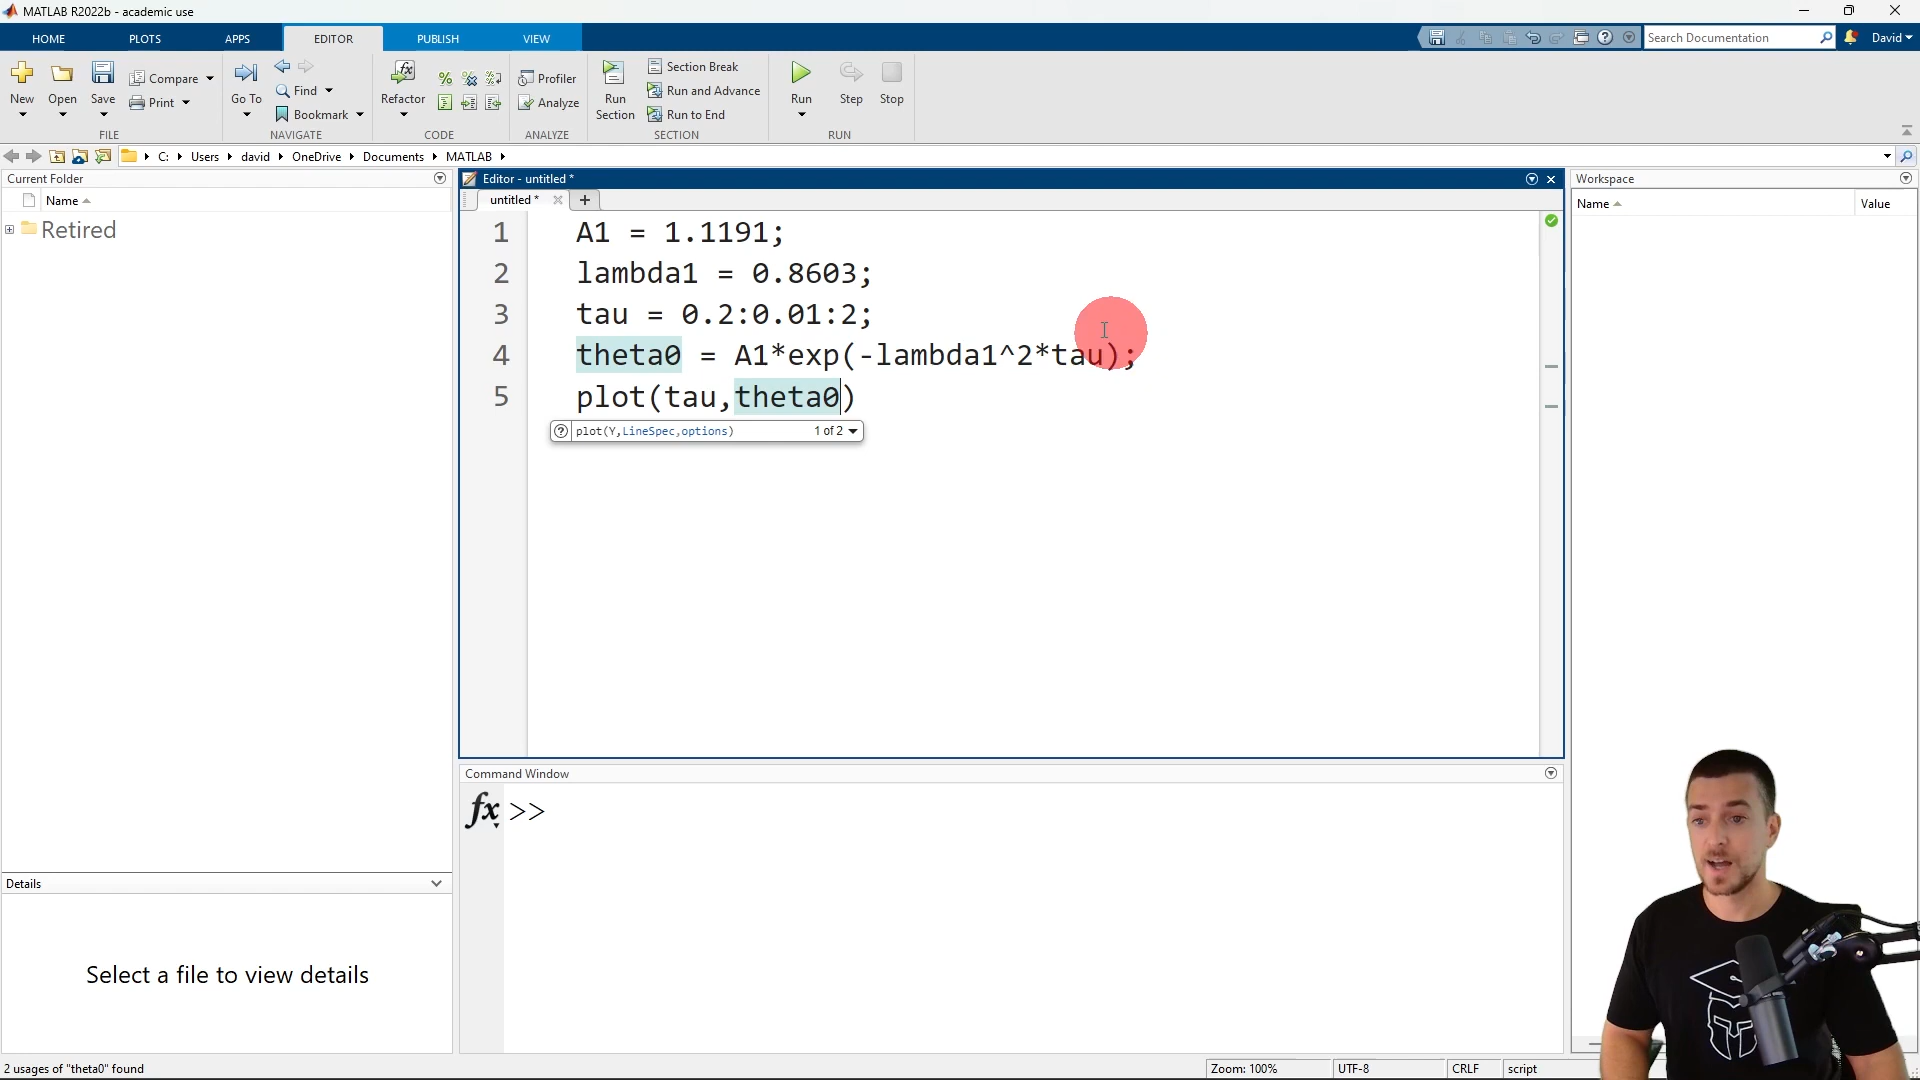 MATLAB R2022b - academic use
HOME PLOTS APPS EDITOR PUBLISH VIEW
Search Documentation
David
New
Open
Save
Compare
Print
FILE
Go To
Find
Bookmark
NAVIGATE
Refactor
CODE
Profiler
Analyze
ANALYZE
Run Section
Section Break
Run and Advance
Run to End
SECTION
Run
Step
Stop
RUN
C: Users david OneDrive Documents MATLAB
Current Folder
Name
Retired
Details
Select a file to view details
Editor - untitled *
untitled *
1 A1 = 1.1191;
2 lambda1 = 0.8603;
3 tau = 0.2:0.01:2;
4 theta0 = A1*exp(-lambda1^2*tau);
5 plot(tau,theta0)
plot(Y,LineSpec,options) 1 of 2
Command Window
fx >>
Workspace
Name Value
2 usages of "theta0" found
Zoom: 100% UTF-8 CRLF script